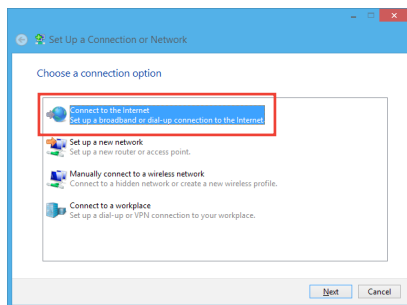 Set Up a Connection or Network
Choose a connection option
Connect to the Internet
Set up a broadband or dial-up connection to the Internet.
Set up a new network
Set up a new router or access point.
Manually connect to a wireless network
Connect to a hidden network or create a new wireless profile.
Connect to a workplace
Set up a dial-up or VPN connection to your workplace.
Next Cancel